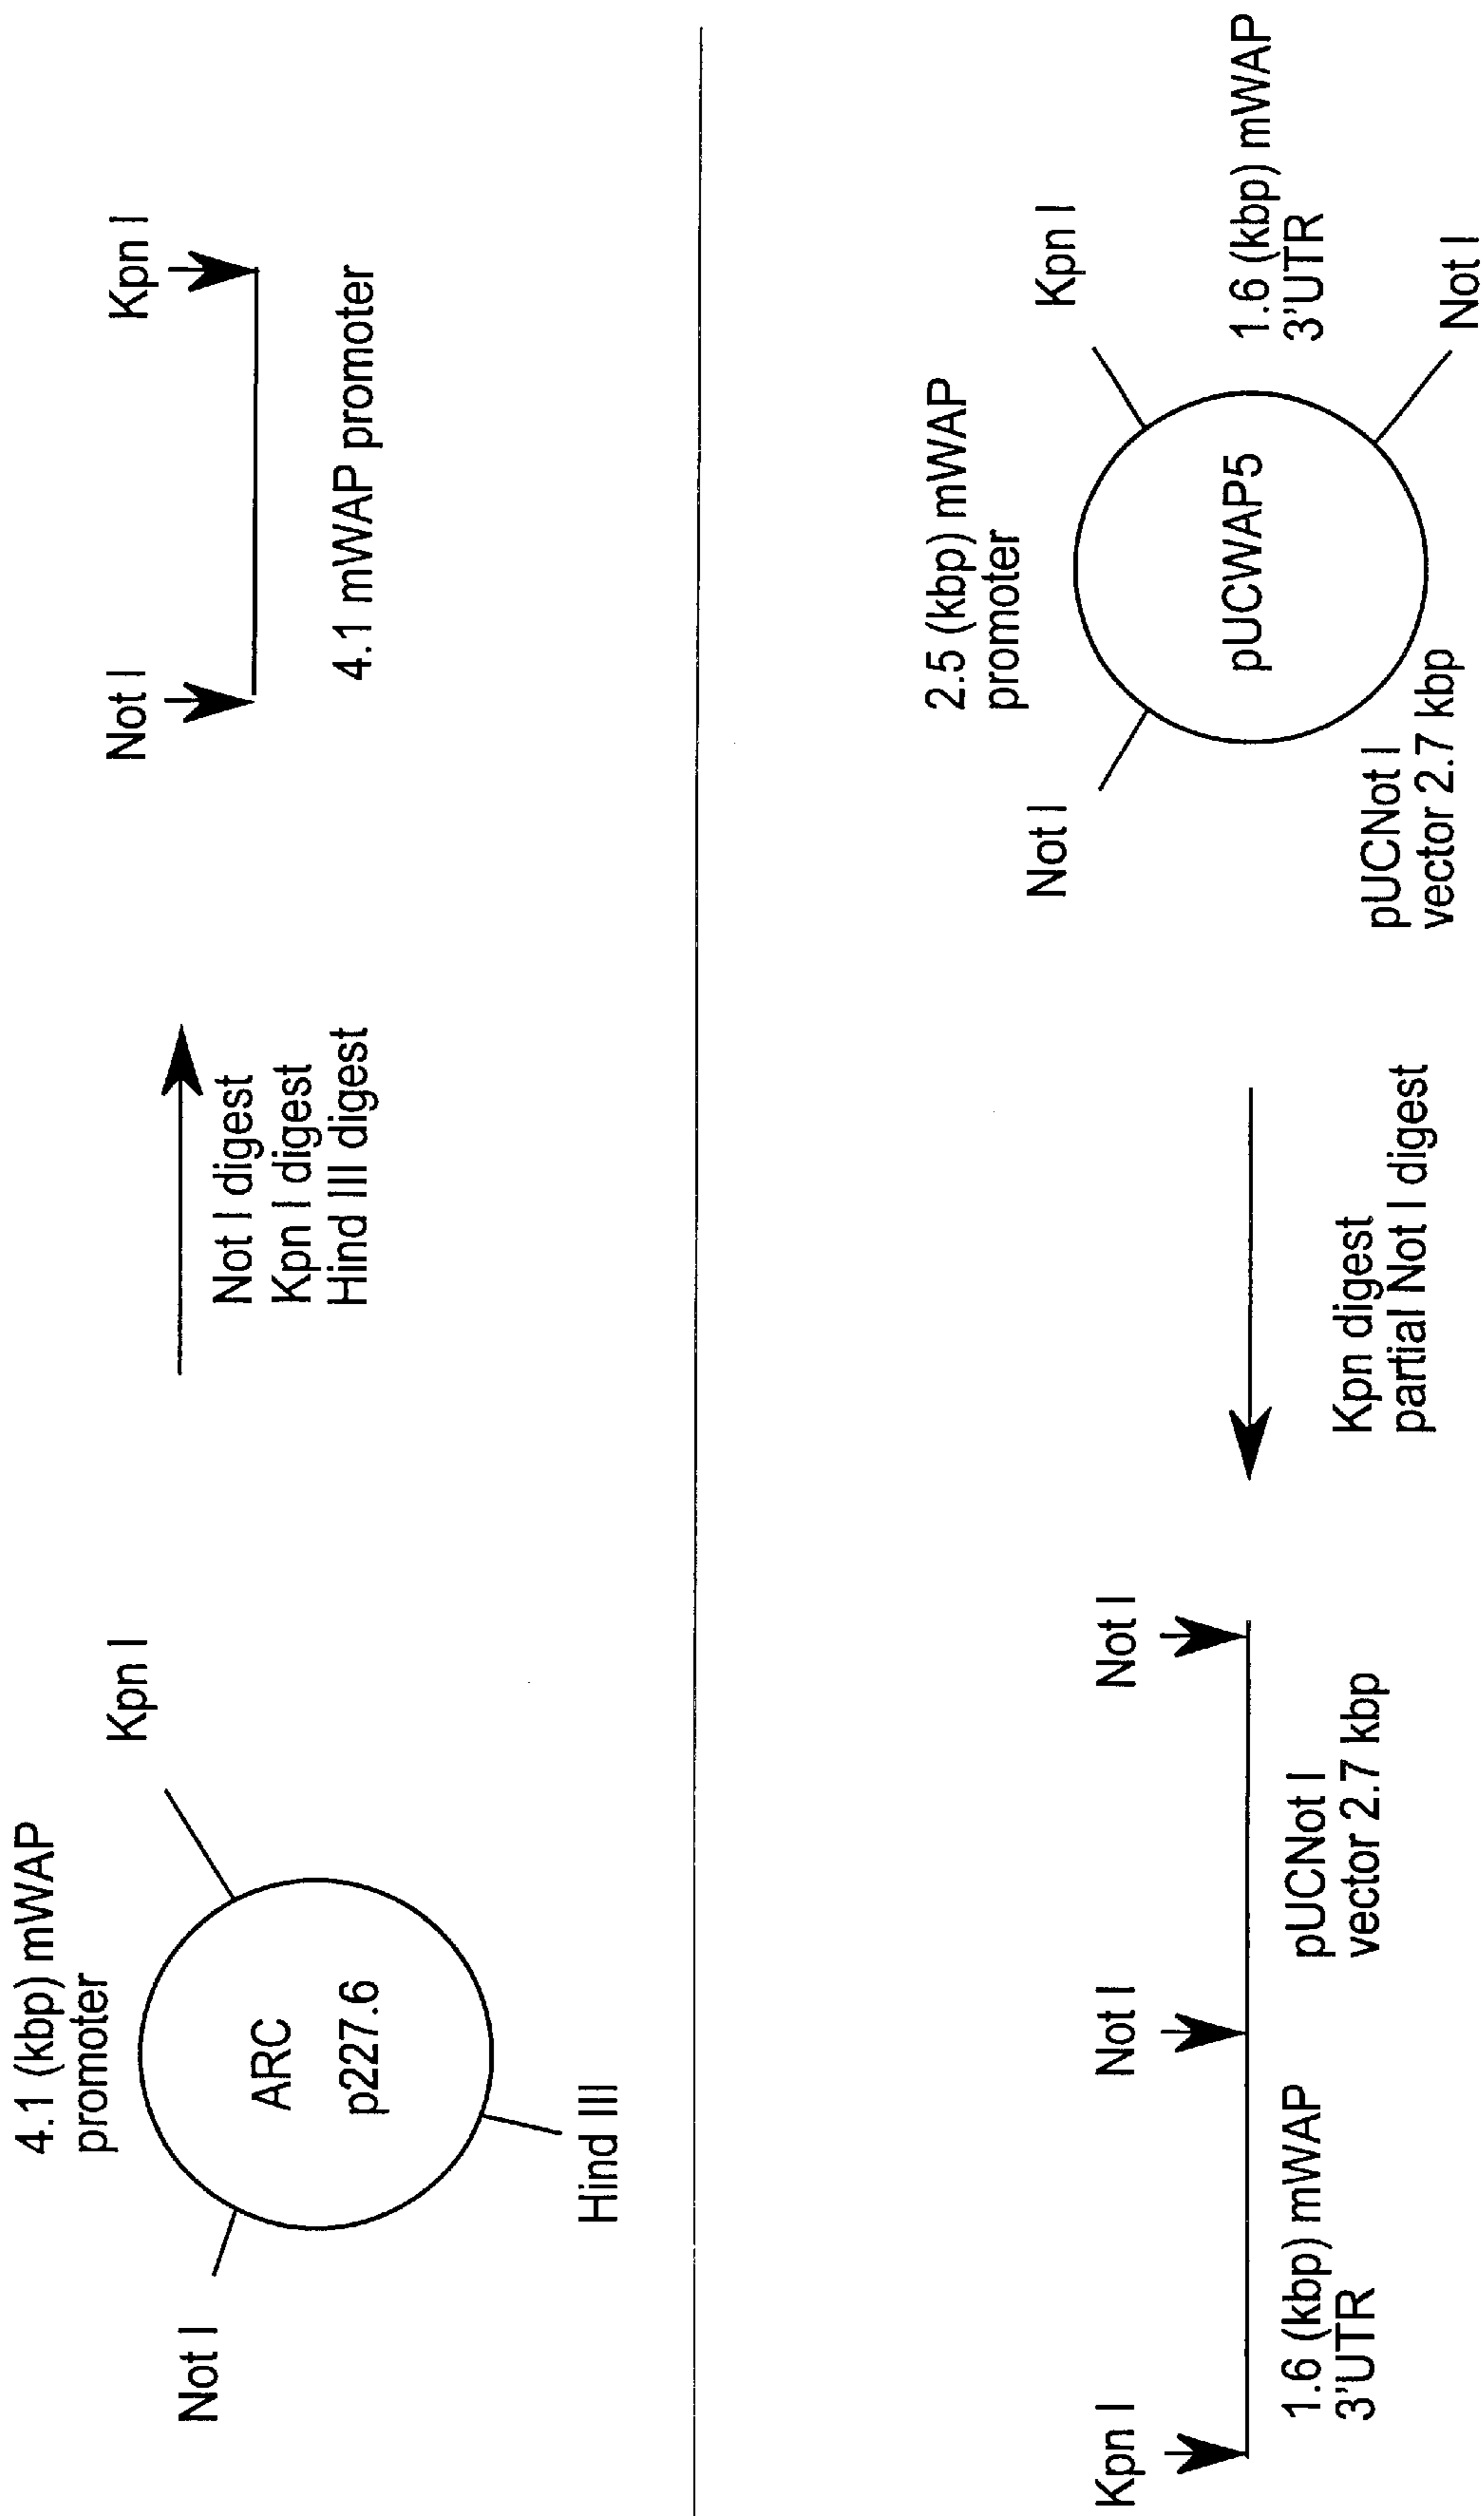 4.1 (kbp) mWAP
promoter
Not I
Kpn I
ARC
p227.6
Hind III
Not I digest
Kpn I digest
Hind III digest
Not I
Kpn I
4.1 mWAP promoter
Kpn I
Not I
Not I
1.6 (kbp) mWAP
3'UTR
pUCNot I
vector 2.7 kbp
Kpn digest
partial Not I digest
2.5 (kbp) mWAP
promoter
Not I
Kpn I
pUCWAP5
1.6 (kbp) mWAP
3'UTR
pUCNot I
vector 2.7 kbp
Not I